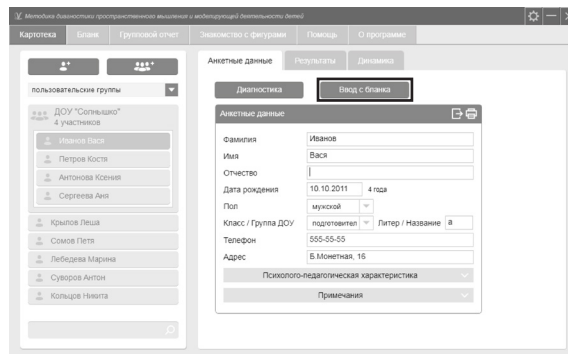 Методика диагностики пространственного мышления и моделирующей деятельности детей
Картотека Бланк Групповой отчет Знакомство с фигурами Помощь О программе
Анкетные данные Результаты Динамика
Диагностика Ввод с бланка
пользовательские группы
ДОУ "Солнышко"
4 участников
Иванов Вася
Петров Костя
Антонова Ксения
Сергеева Аня
Крылов Леша
Сомов Петя
Лебедева Марина
Суворов Антон
Кольцов Никита
Анкетные данные
Фамилия Иванов
Имя Вася
Отчество
Дата рождения 10.10.2011 4 года
Пол мужской
Класс / Группа ДОУ подготовител Литер / Название а
Телефон 555-55-55
Адрес Б.Монетная, 16
Психолого-педагогическая характеристика
Примечания